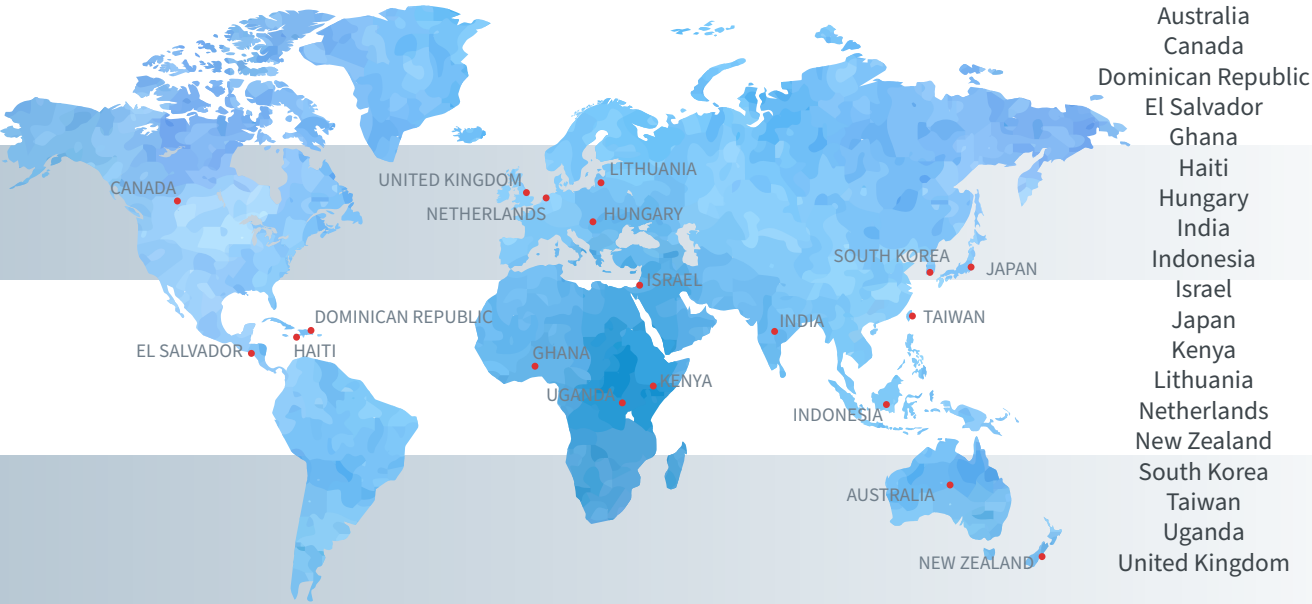 CANADA
UNITED KINGDOM
LITHUANIA
NETHERLANDS
HUNGARY
SOUTH KOREA
JAPAN
ISRAEL
DOMINICAN REPUBLIC
INDIA
TAIWAN
EL SALVADOR
HAITI
GHANA
KENYA
UGANDA
INDONESIA
AUSTRALIA
NEW ZEALAND
Australia
Canada
Dominican Republic
El Salvador
Ghana
Haiti
Hungary
India
Indonesia
Israel
Japan
Kenya
Lithuania
Netherlands
New Zealand
South Korea
Taiwan
Uganda
United Kingdom